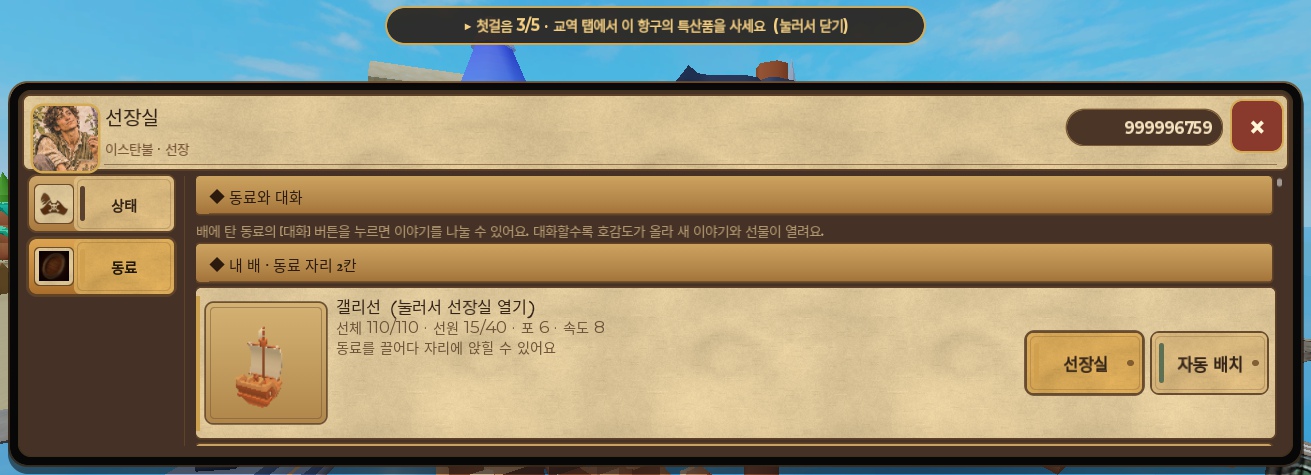 ▸ 첫걸음 3/5 · 교역 탭에서 이 항구의 특산품을 사세요 (눌러서 닫기)
선장실
이스탄불 · 선장
999996759
×
상태
동료
◆ 동료와 대화
배에 탄 동료의 [대화] 버튼을 누르면 이야기를 나눌 수 있어요. 대화할수록 호감도가 올라 새 이야기와 선물이 열려요.
◆ 내 배 · 동료 자리 2칸
갤리선 (눌러서 선장실 열기)
선체 110/110 · 선원 15/40 · 포 6 · 속도 8
동료를 끌어다 자리에 앉힐 수 있어요
선장실
자동 배치